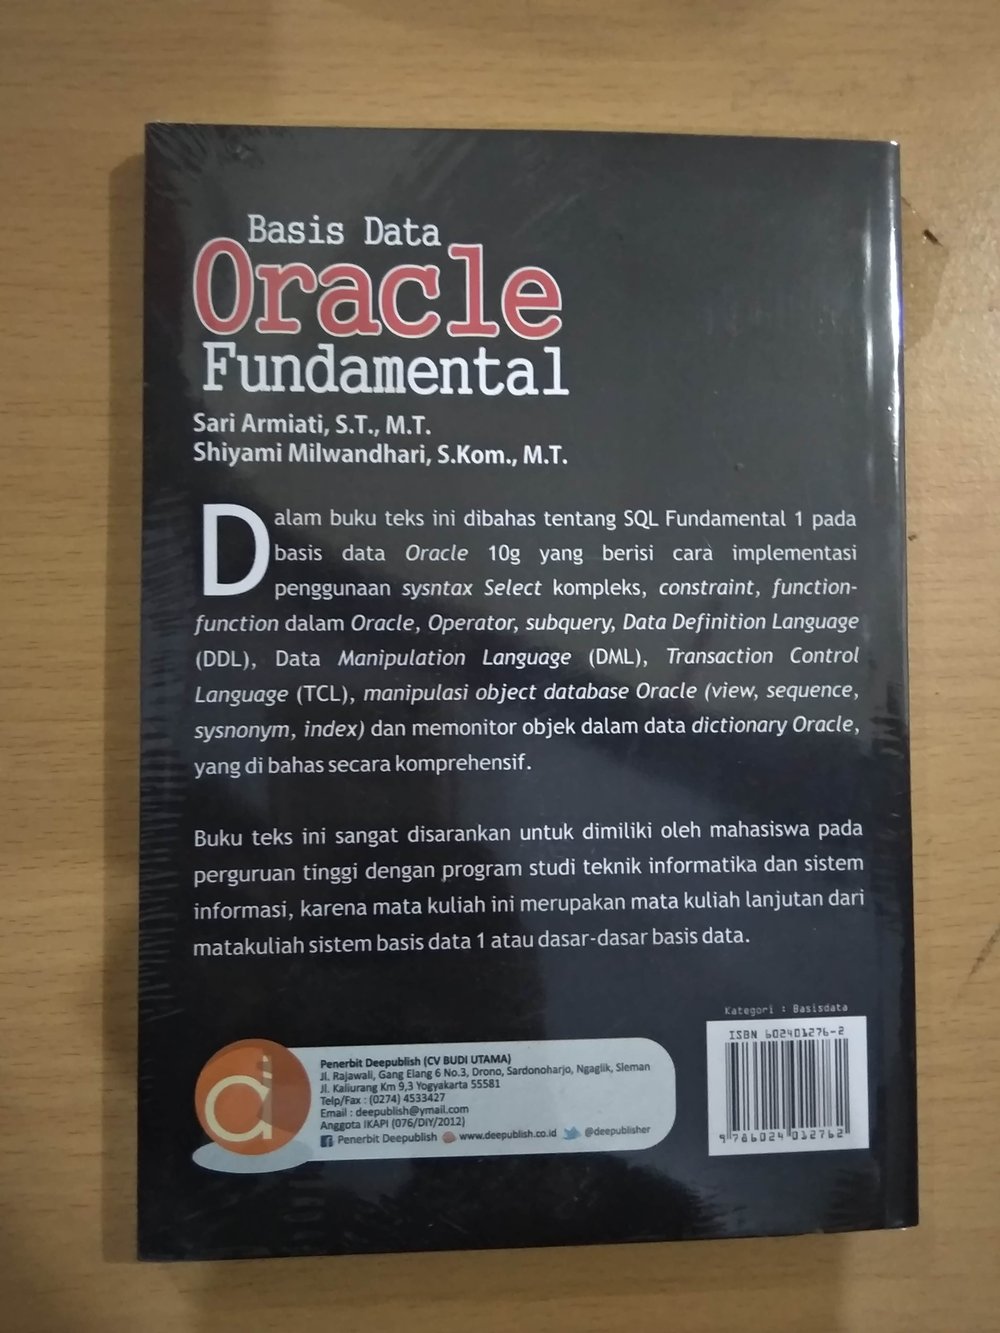 Basis Data
Oracle
Fundamental
Sari Armiati, S.T., M.T.
Shiyami Milwandhari, S.Kom., M.T.
Dalam buku teks ini dibahas tentang SQL Fundamental 1 pada
basis data Oracle 10g yang berisi cara implementasi
penggunaan sysntax Select kompleks, constraint, function-
function dalam Oracle, Operator, subquery, Data Definition Language
(DDL), Data Manipulation Language (DML), Transaction Control
Language (TCL), manipulasi object database Oracle (view, sequence,
sysnonym, index) dan memonitor objek dalam data dictionary Oracle,
yang di bahas secara komprehensif.
Buku teks ini sangat disarankan untuk dimiliki oleh mahasiswa pada
perguruan tinggi dengan program studi teknik informatika dan sistem
informasi, karena mata kuliah ini merupakan mata kuliah lanjutan dari
matakuliah sistem basis data 1 atau dasar-dasar basis data.
Kategori : Basisdata
ISBN 602401276-2
9 786024 012762
Penerbit Deepublish (CV BUDI UTAMA)
Jl. Rajawali, Gang Elang 6 No.3, Drono, Sardonoharjo, Ngaglik, Sleman
Jl. Kaliurang Km 9,3 Yogyakarta 55581
Telp/Fax : (0274) 4533427
Email : deepublish@ymail.com
Anggota IKAPI (076/DIY/2012)
Penerbit Deepublish www.deepublish.co.id @deepublisher